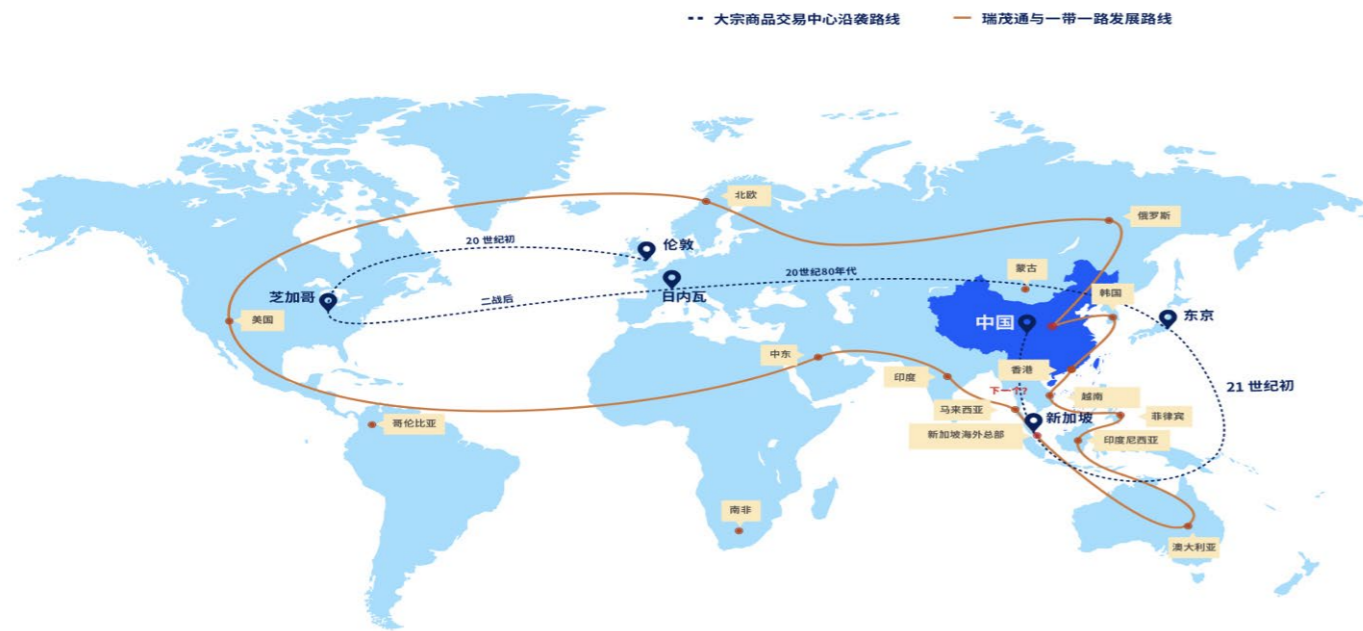 大宗商品交易中心沿袭路线
瑞茂通与一带一路发展路线
北欧
俄罗斯
20 世纪初
伦敦
蒙古
20世纪80年代
日内瓦
韩国
芝加哥
二战后
中国
东京
美国
中东
香港
印度
下一个?
越南
21 世纪初
马来西亚
菲律宾
哥伦比亚
新加坡
新加坡海外总部
印度尼西亚
南非
澳大利亚